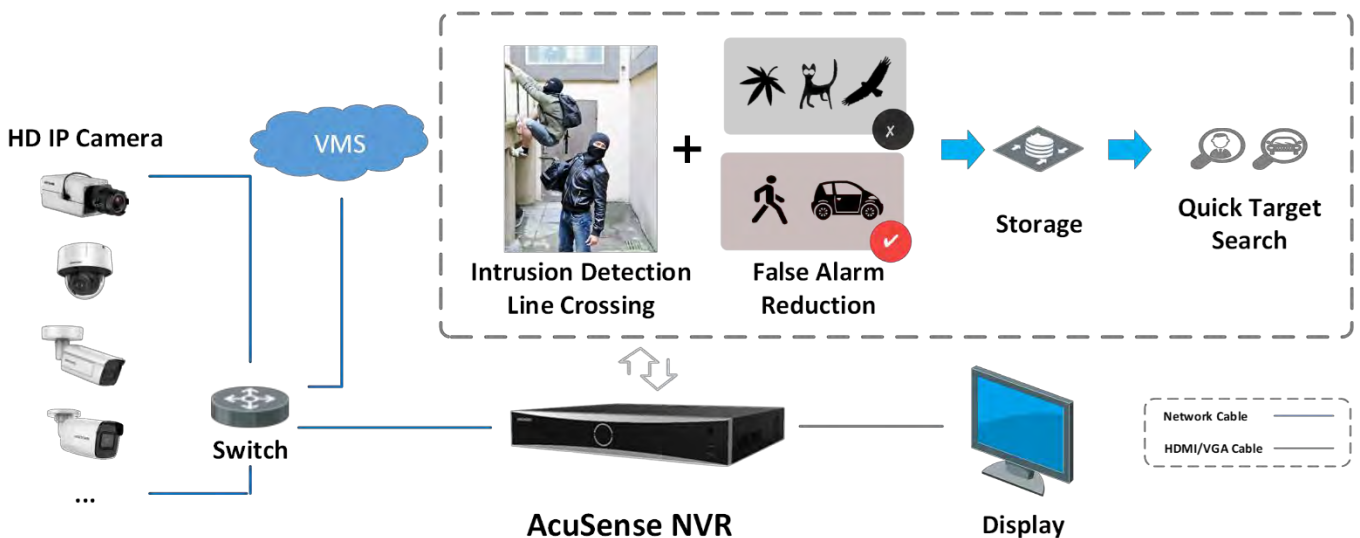 HD IP Camera
VMS
Intrusion Detection
Line Crossing
+
False Alarm
Reduction
X
Storage
Quick Target
Search
Switch
...
AcuSense NVR
Display
Network Cable
HDMI/VGA Cable